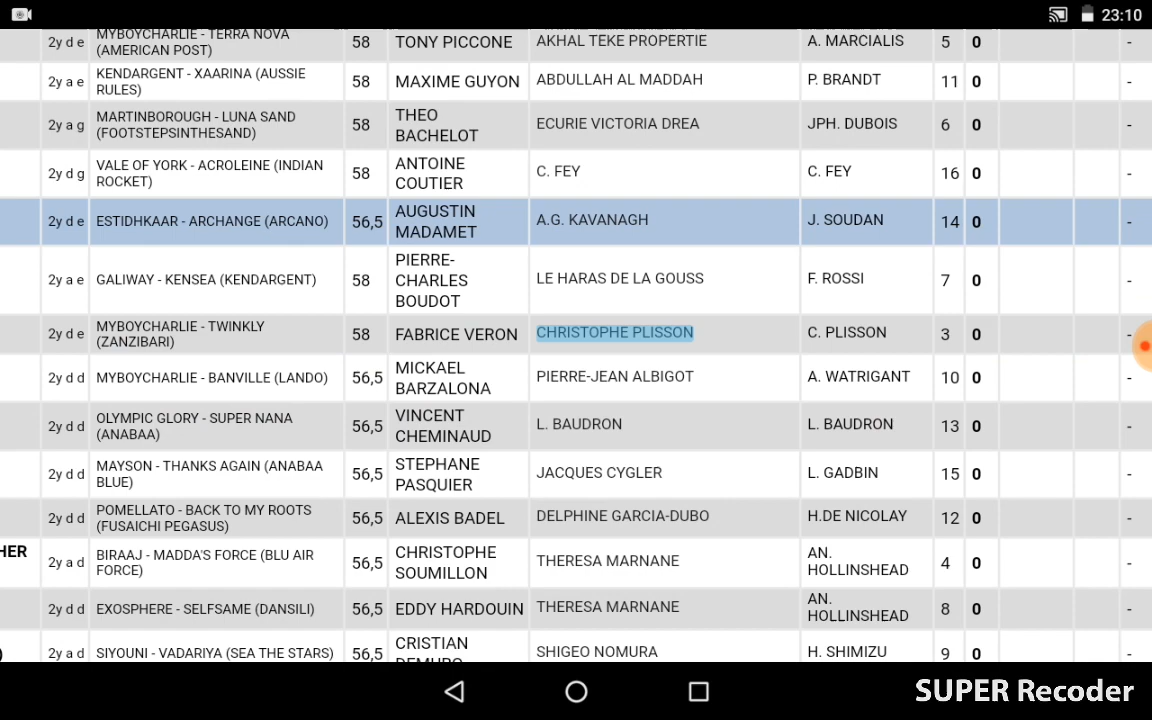 23:10
2y d e MYBOYCHARLIE - TERRA NOVA (AMERICAN POST) 58 TONY PICCONE AKHAL TEKE PROPERTIE A. MARCIALIS 5 0
2y a e KENDARGENT - XAARINA (AUSSIE RULES) 58 MAXIME GUYON ABDULLAH AL MADDAH P. BRANDT 11 0 -
2y a g MARTINBOROUGH - LUNA SAND (FOOTSTEPSINTHESAND) 58 THEO BACHELOT ECURIE VICTORIA DREA JPH. DUBOIS 6 0 -
2y d g VALE OF YORK - ACROLEINE (INDIAN ROCKET) 58 ANTOINE COUTIER C. FEY C. FEY 16 0 -
2y d e ESTIDHKAAR - ARCHANGE (ARCANO) 56,5 AUGUSTIN MADAMET A.G. KAVANAGH J. SOUDAN 14 0 -
2y a e GALIWAY - KENSEA (KENDARGENT) 58 PIERRE-CHARLES BOUDOT LE HARAS DE LA GOUSS F. ROSSI 7 0 -
2y d e MYBOYCHARLIE - TWINKLY (ZANZIBARI) 58 FABRICE VERON CHRISTOPHE PLISSON C. PLISSON 3 0 -
2y d d MYBOYCHARLIE - BANVILLE (LANDO) 56,5 MICKAEL BARZALONA PIERRE-JEAN ALBIGOT A. WATRIGANT 10 0 -
2y d d OLYMPIC GLORY - SUPER NANA (ANABAA) 56,5 VINCENT CHEMINAUD L. BAUDRON L. BAUDRON 13 0 -
2y d d MAYSON - THANKS AGAIN (ANABAA BLUE) 56,5 STEPHANE PASQUIER JACQUES CYGLER L. GADBIN 15 0 -
2y d d POMELLATO - BACK TO MY ROOTS (FUSAICHI PEGASUS) 56,5 ALEXIS BADEL DELPHINE GARCIA-DUBO H.DE NICOLAY 12 0 -
HER 2y a d BIRAAJ - MADDA'S FORCE (BLU AIR FORCE) 56,5 CHRISTOPHE SOUMILLON THERESA MARNANE AN. HOLLINSHEAD 4 0 -
2y d d EXOSPHERE - SELFSAME (DANSILI) 56,5 EDDY HARDOUIN THERESA MARNANE AN. HOLLINSHEAD 8 0 -
) 2y a d SIYOUNI - VADARIYA (SEA THE STARS) 56,5 CRISTIAN DEMURO SHIGEO NOMURA H. SHIMIZU 9 0 -
SUPER Recoder